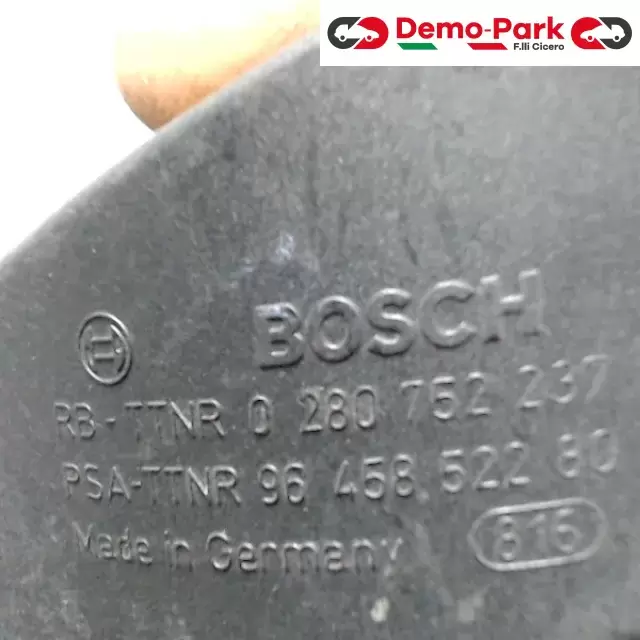 Demo-Park
F.lli Cicero
BOSCH
RB-TTNR 0 280 752 237
PSA-TTNR 96 458 522 80
Made in Germany 816